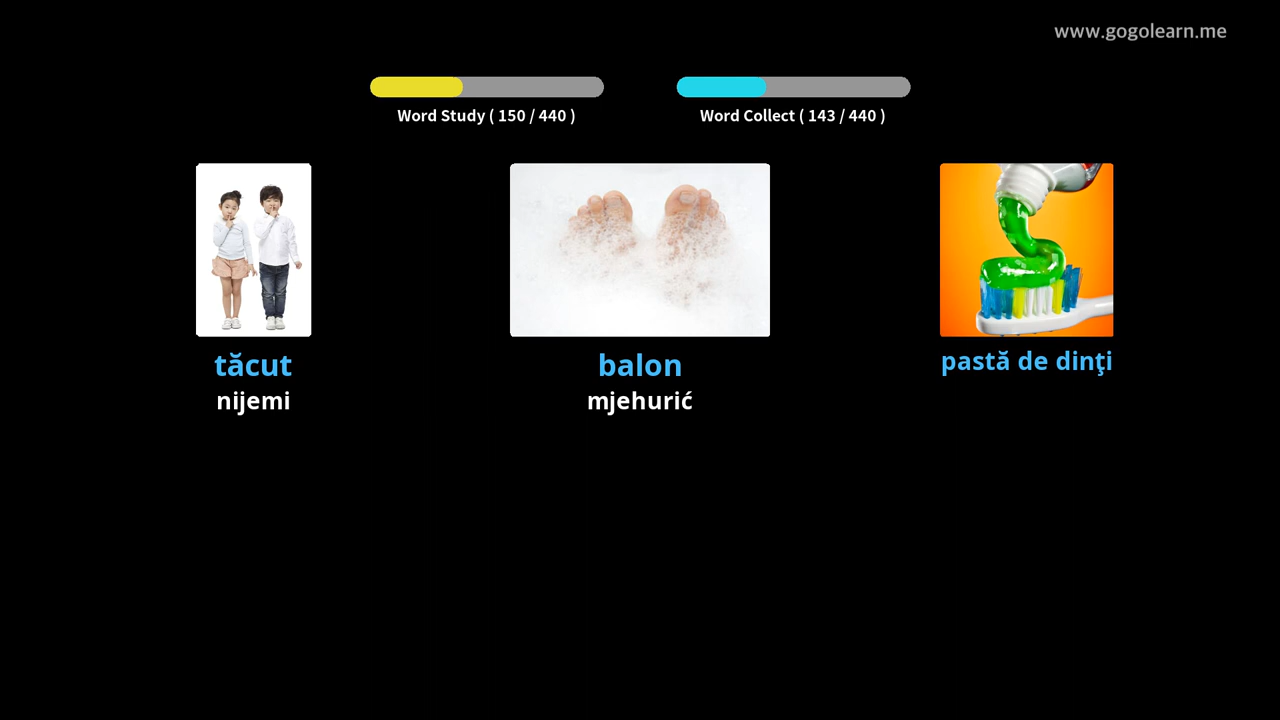 www.gogolearn.me
Word Study ( 150 / 440 )
Word Collect ( 143 / 440 )
tăcut
nijemi
balon
mjehurić
pastă de dinţi